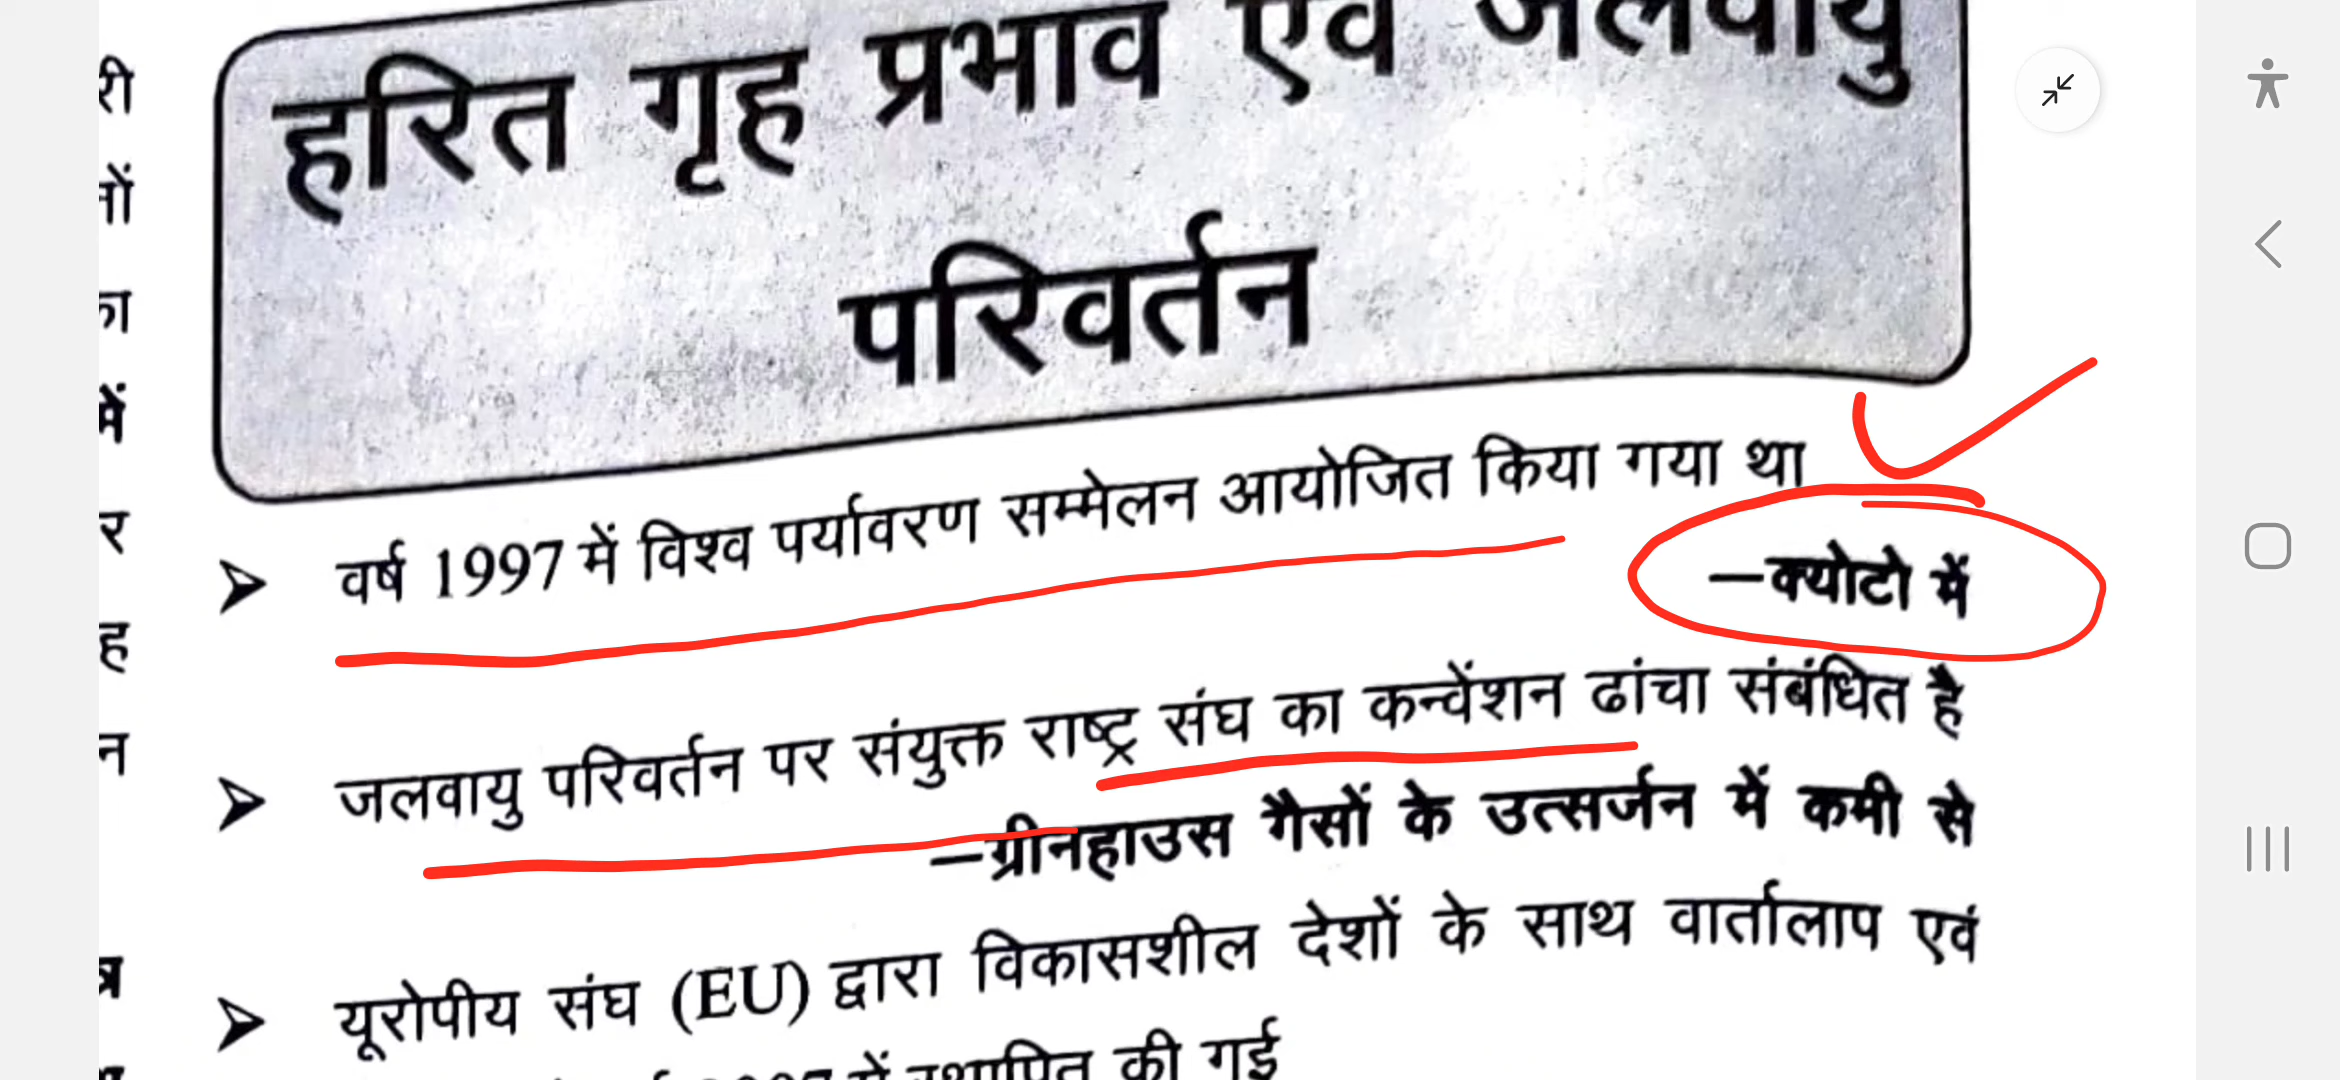 हरित गृह प्रभाव एवं जलवायु
परिवर्तन
वर्ष 1997 में विश्व पर्यावरण सम्मेलन आयोजित किया गया था
—क्योटो में
जलवायु परिवर्तन पर संयुक्त राष्ट्र संघ का कन्वेंशन ढांचा संबंधित है
—ग्रीनहाउस गैसों के उत्सर्जन में कमी से
यूरोपीय संघ (EU) द्वारा विकासशील देशों के साथ वार्तालाप एवं
में स्थापित की गई